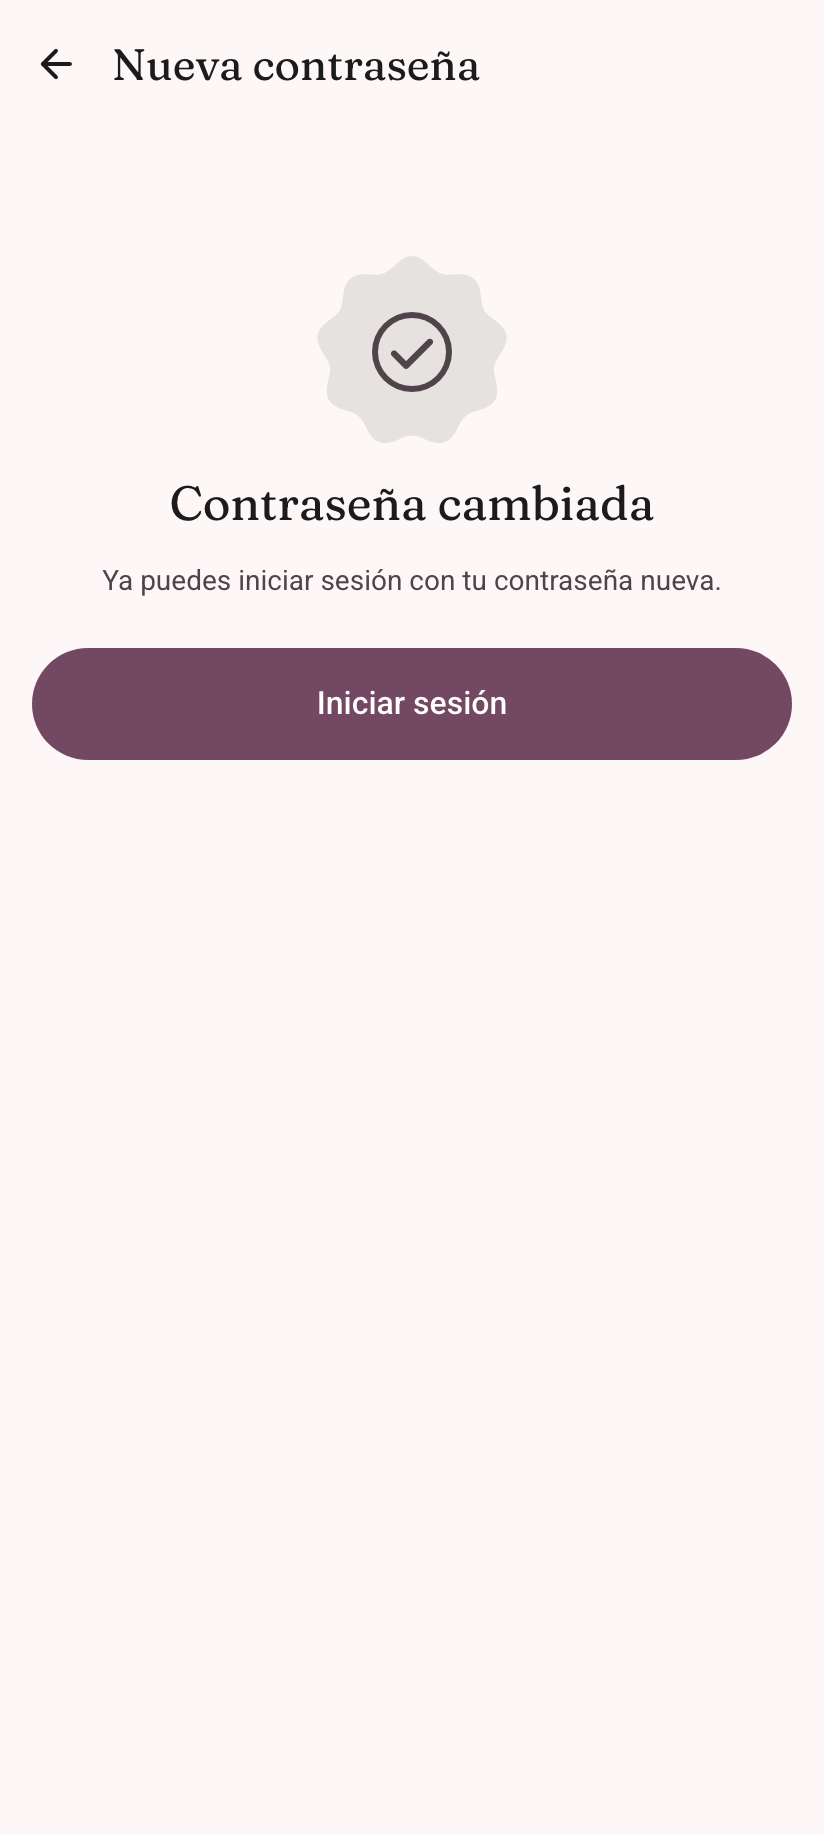 Nueva contraseña
Contraseña cambiada
Ya puedes iniciar sesión con tu contraseña nueva.
Iniciar sesión